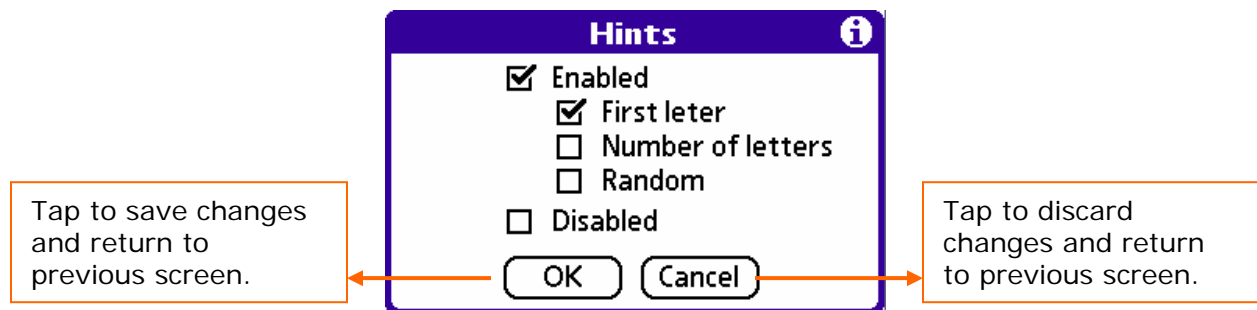 Hints
Enabled
First leter
Number of letters
Random
Disabled
OK Cancel
Tap to save changes
and return to
previous screen.
Tap to discard
changes and return
to previous screen.